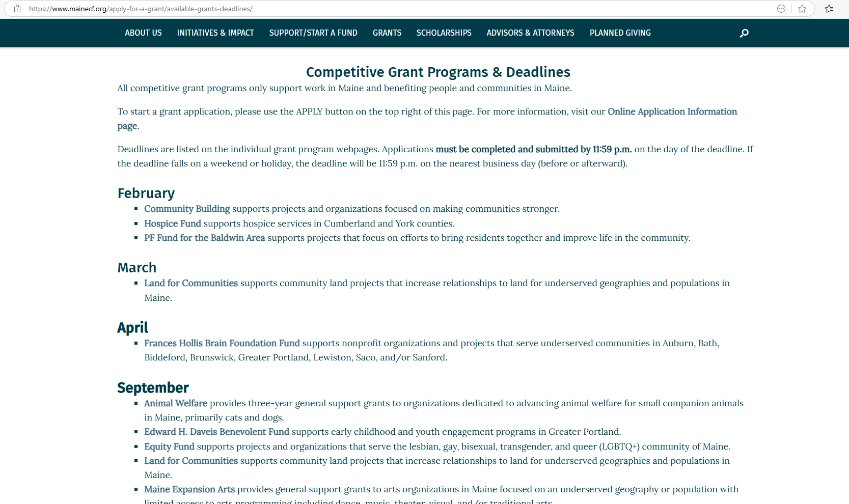 https://www.mainecf.org/apply-for-a-grant/available-grants-deadlines/
ABOUT US INITIATIVES & IMPACT SUPPORT/START A FUND GRANTS SCHOLARSHIPS ADVISORS & ATTORNEYS PLANNED GIVING
Competitive Grant Programs & Deadlines
All competitive grant programs only support work in Maine and benefiting people and communities in Maine.
To start a grant application, please use the APPLY button on the top right of this page. For more information, visit our Online Application Information
page.
Deadlines are listed on the individual grant program webpages. Applications must be completed and submitted by 11:59 p.m. on the day of the deadline. If
the deadline falls on a weekend or holiday, the deadline will be 11:59 p.m. on the nearest business day (before or afterward).
February
▪ Community Building supports projects and organizations focused on making communities stronger.
▪ Hospice Fund supports hospice services in Cumberland and York counties.
▪ PF Fund for the Baldwin Area supports projects that focus on efforts to bring residents together and improve life in the community.
March
▪ Land for Communities supports community land projects that increase relationships to land for underserved geographies and populations in
Maine.
April
▪ Frances Hollis Brain Foundation Fund supports nonprofit organizations and projects that serve underserved communities in Auburn, Bath,
Biddeford, Brunswick, Greater Portland, Lewiston, Saco, and/or Sanford.
September
▪ Animal Welfare provides three-year general support grants to organizations dedicated to advancing animal welfare for small companion animals
in Maine, primarily cats and dogs.
▪ Edward H. Daveis Benevolent Fund supports early childhood and youth engagement programs in Greater Portland.
▪ Equity Fund supports projects and organizations that serve the lesbian, gay, bisexual, transgender, and queer (LGBTQ+) community of Maine.
▪ Land for Communities supports community land projects that increase relationships to land for underserved geographies and populations in
Maine.
▪ Maine Expansion Arts provides general support grants to arts organizations in Maine focused on an underserved geography or population with
limited access to arts programming including dance, music, theater, visual, and/or traditional arts.